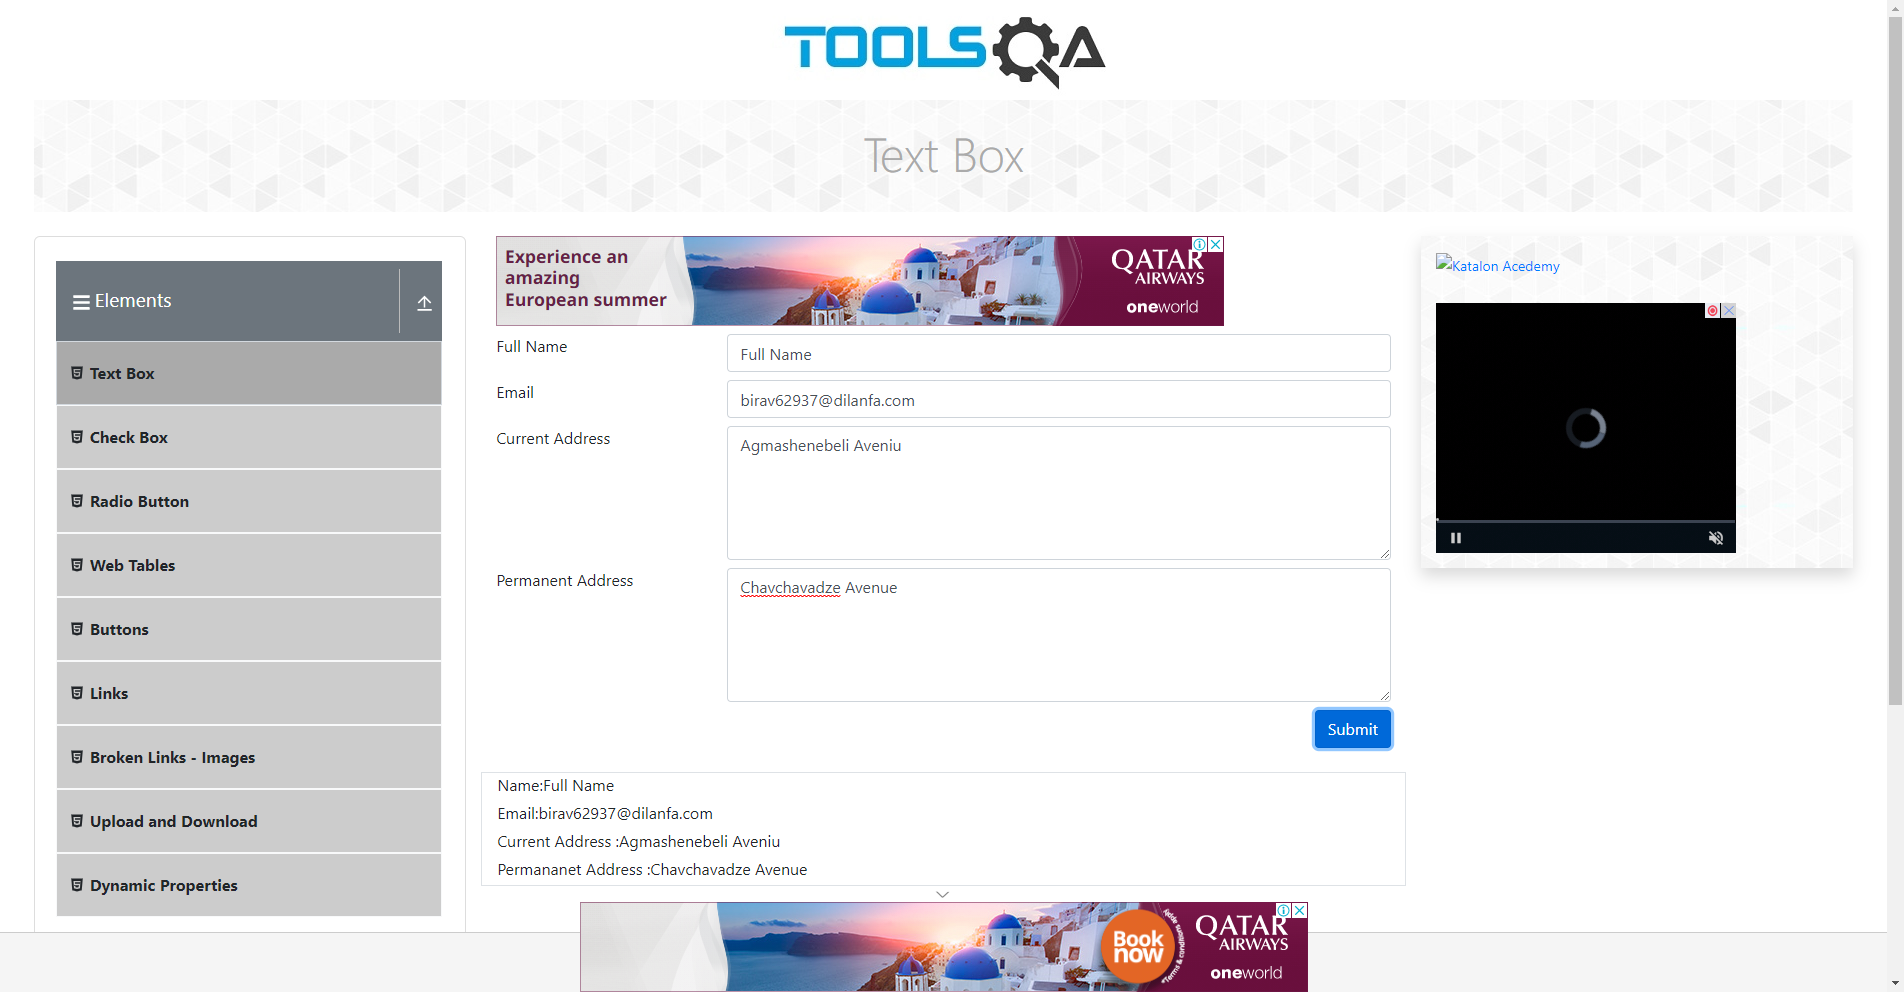 TOOLSQA
Text Box
Elements
Text Box
Check Box
Radio Button
Web Tables
Buttons
Links
Broken Links - Images
Upload and Download
Dynamic Properties
Experience an
amazing
European summer
QATAR
AIRWAYS
oneworld
Full Name
Full Name
Email
birav62937@dilanfa.com
Current Address
Agmashenebeli Aveniu
Permanent Address
Chavchavadze Avenue
Submit
Name:Full Name
Email:birav62937@dilanfa.com
Current Address :Agmashenebeli Aveniu
Permananet Address :Chavchavadze Avenue
Katalon Acedemy
Book
now
QATAR
AIRWAYS
oneworld